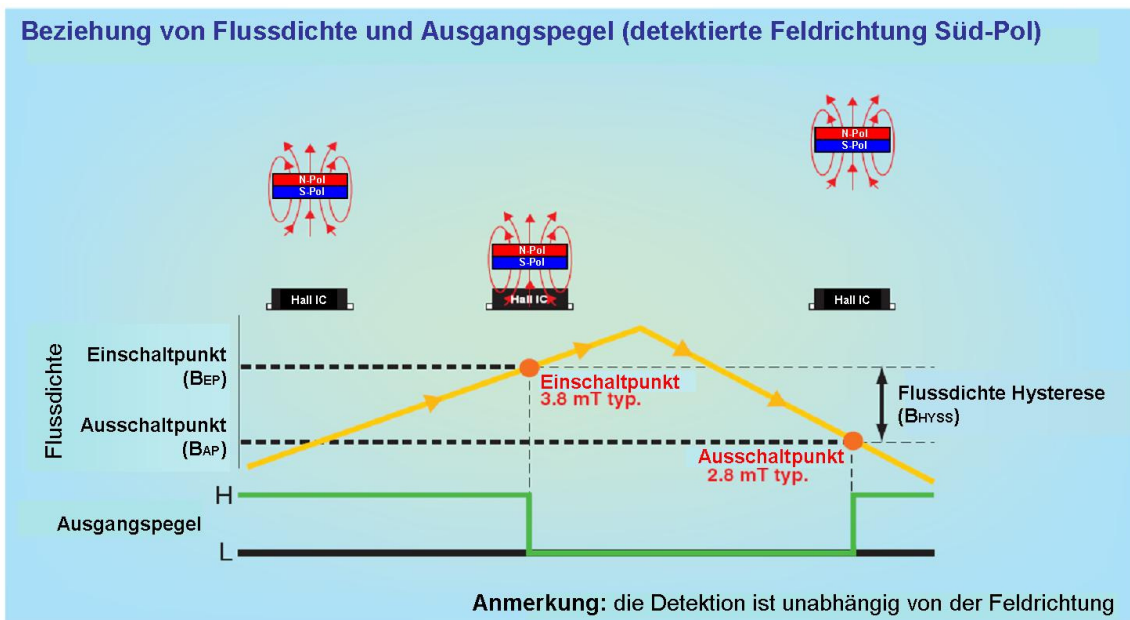 Beziehung von Flussdichte und Ausgangspegel (detektierte Feldrichtung Süd-Pol)
N-Pol
S-Pol
N-Pol
S-Pol
N-Pol
S-Pol
Hall IC
Hall IC
Hall IC
Flussdichte
Einschaltpunkt
(BEP)
Einschaltpunkt
3.8 mT typ.
Flussdichte Hysterese
(BHYSS)
Ausschaltpunkt
(BAP)
Ausschaltpunkt
2.8 mT typ.
H
Ausgangspegel
L
Anmerkung: die Detektion ist unabhängig von der Feldrichtung